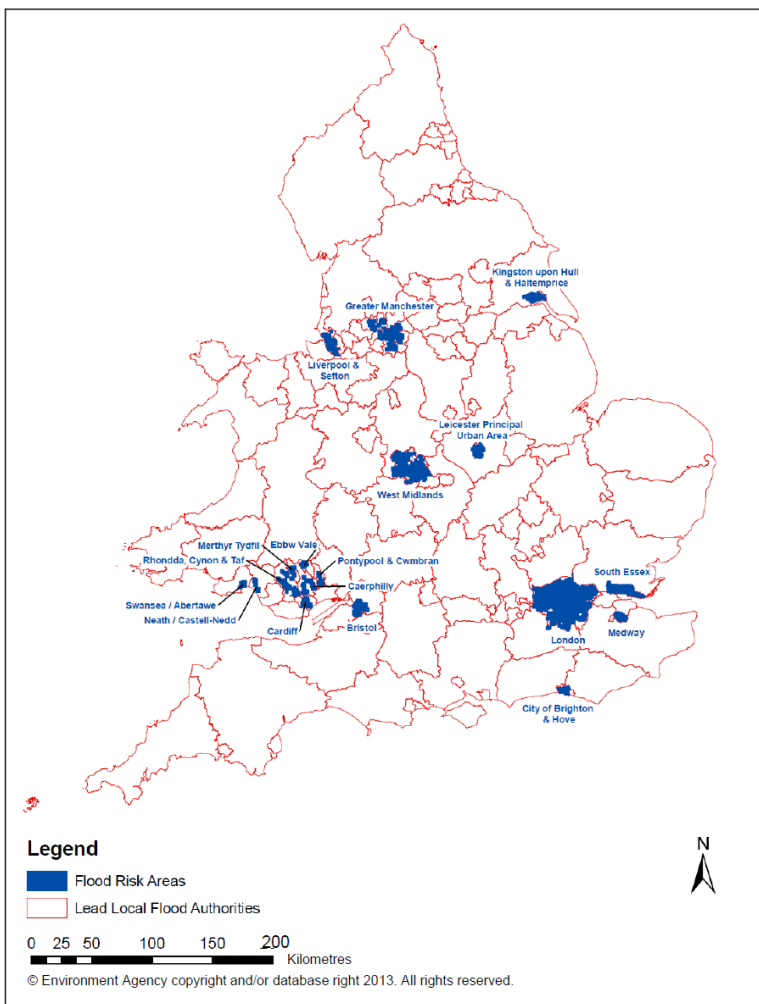 Kingston upon Hull
& Haltemprice
Greater Manchester
Liverpool &
Sefton
Leicester Principal
Urban Area
West Midlands
Merthyr Tydfil
Ebbw Vale
Rhondda, Cynon & Taf
Pontypool & Cwmbran
Caerphilly
Swansea / Abertawe
Neath / Castell-Nedd
Cardiff
Bristol
South Essex
London
Medway
City of Brighton
& Hove
Legend
Flood Risk Areas
Lead Local Flood Authorities
N
0 25 50 100 150 200
Kilometres
© Environment Agency copyright and/or database right 2013. All rights reserved.